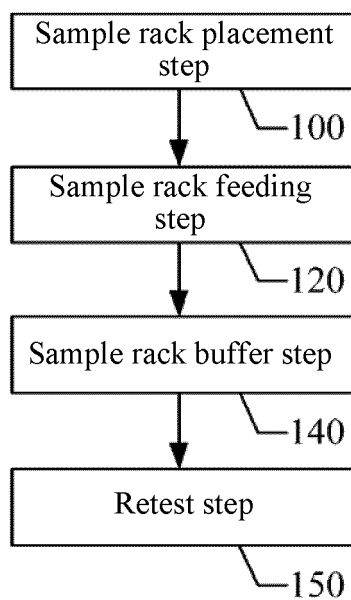 Sample rack placement
step
100
Sample rack feeding
step
120
Sample rack buffer step
140
Retest step
150